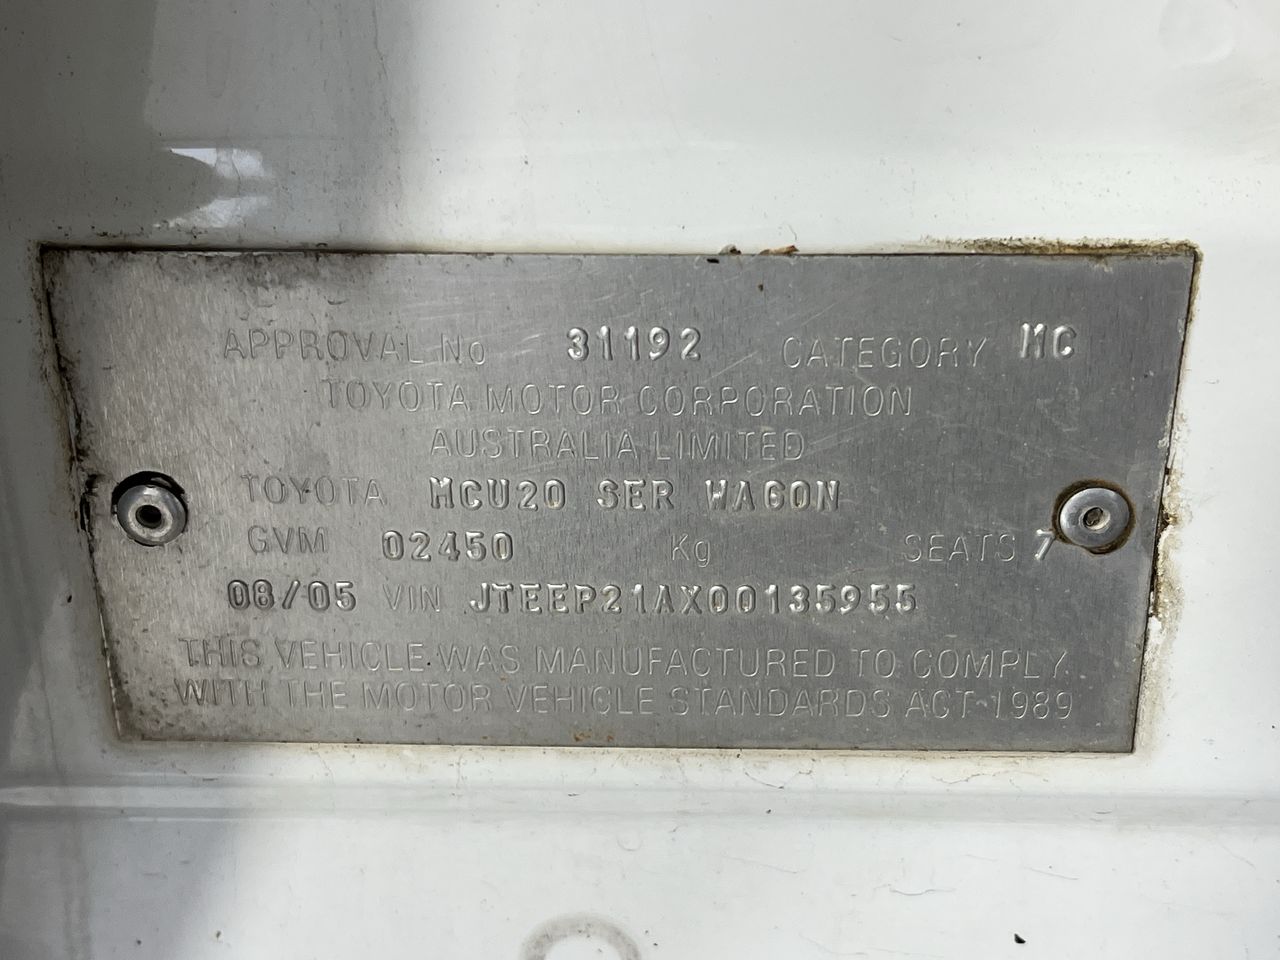 APPROVAL No 31192 CATEGORY MC
TOYOTA MOTOR CORPORATION
AUSTRALIA LIMITED
TOYOTA MCU20 SER WAGON
GVM 02450 Kg SEATS 7
08/05 VIN JTEEP21AX00135955
THIS VEHICLE WAS MANUFACTURED TO COMPLY
WITH THE MOTOR VEHICLE STANDARDS ACT 1989